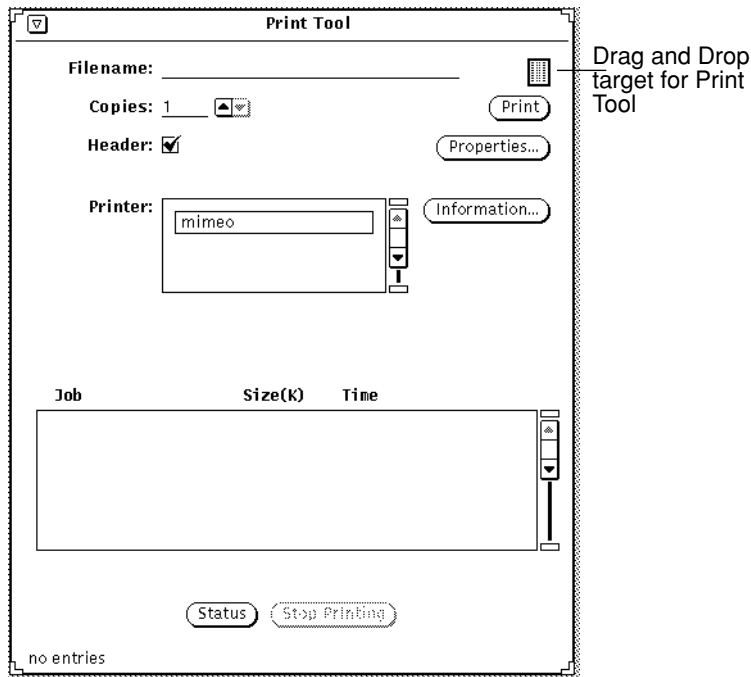 Print Tool
Filename:
Drag and Drop
target for Print
Tool
Copies: 1
Print
Header:
Properties...
Printer:
mimeo
Information...
Job Size(K) Time
Status Stop Printing
no entries